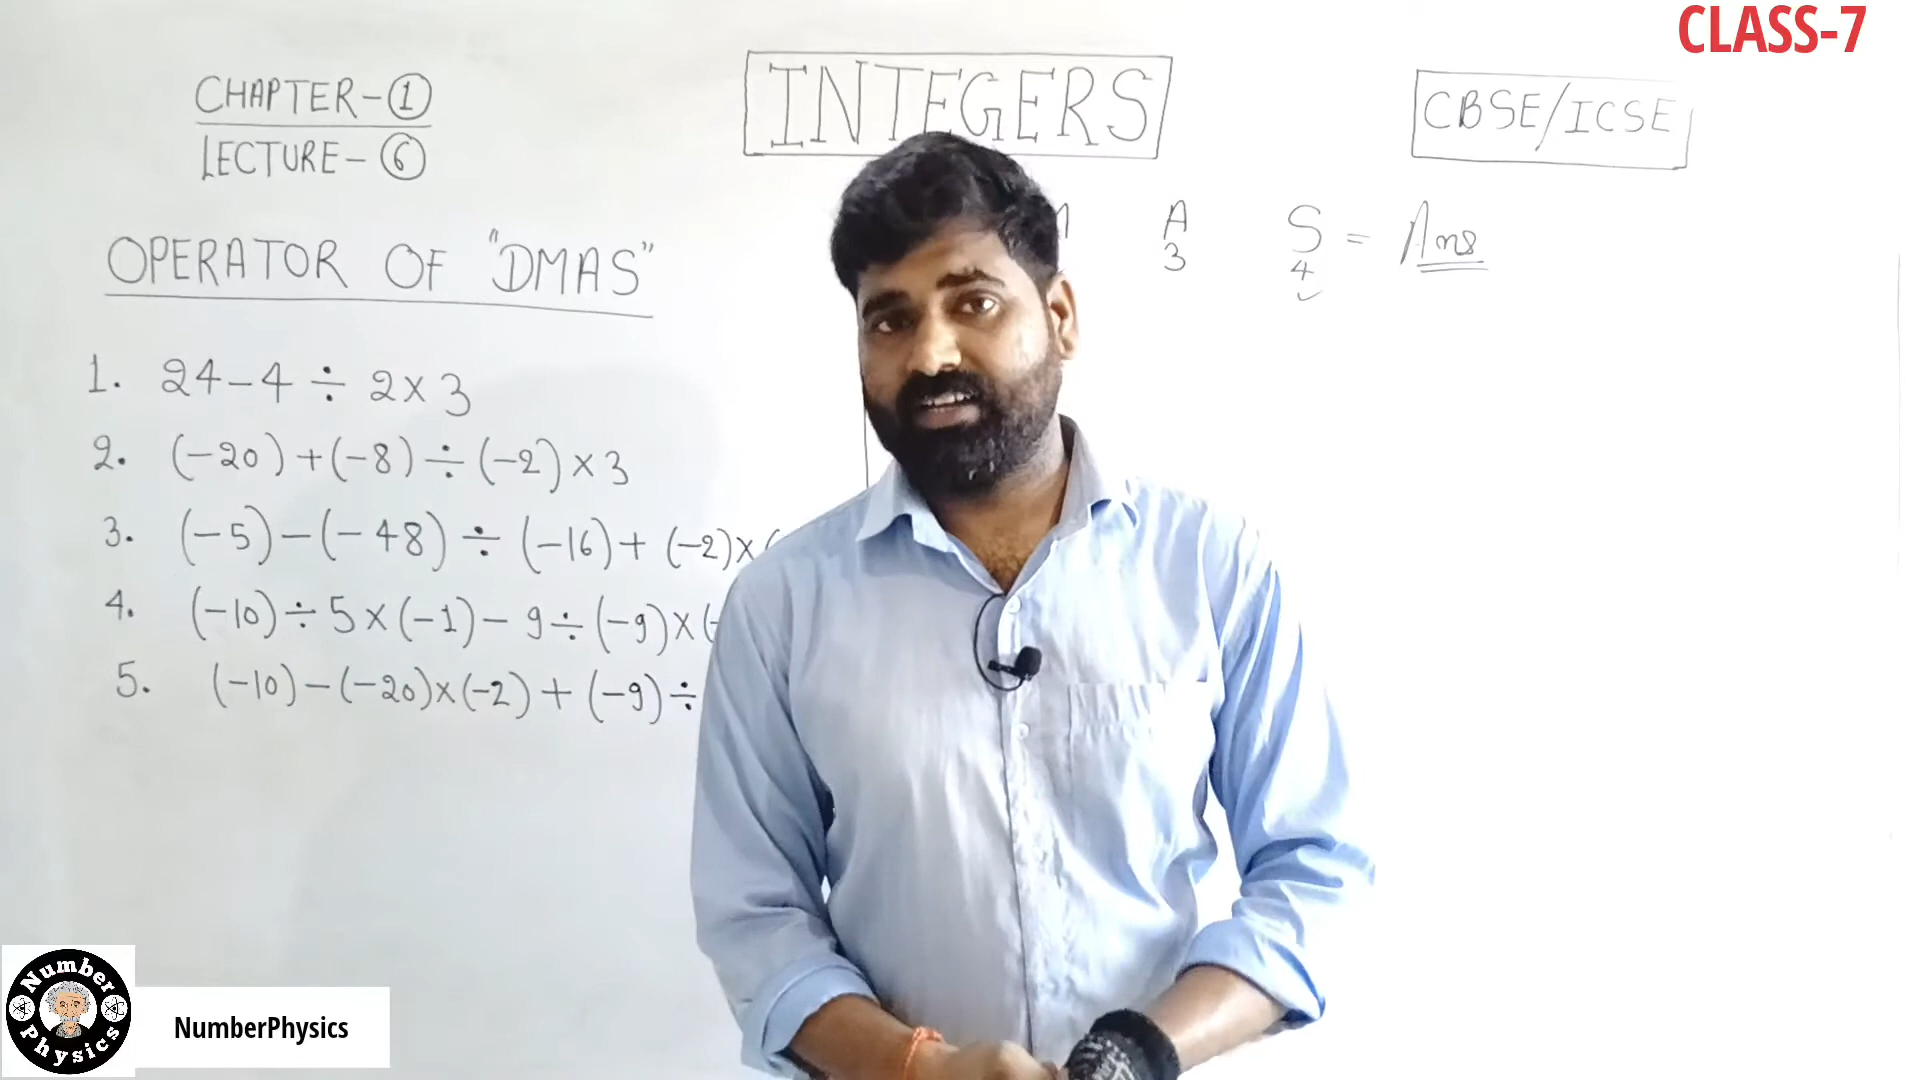 CLASS-7
CHAPTER-1
LECTURE-6
INTEGERS
CBSE/ICSE
A S = Ans
3 4
OPERATOR OF "DMAS"
1. 24-4÷2×3
2. (-20)+(-8)÷(-2)×3
3. (-5)-(-48)÷(-16)+(-2)×(
4. (-10)÷5×(-1)-9÷(-9)×(-
5. (-10)-(-20)×(-2)+(-9)÷
Number Physics
NumberPhysics